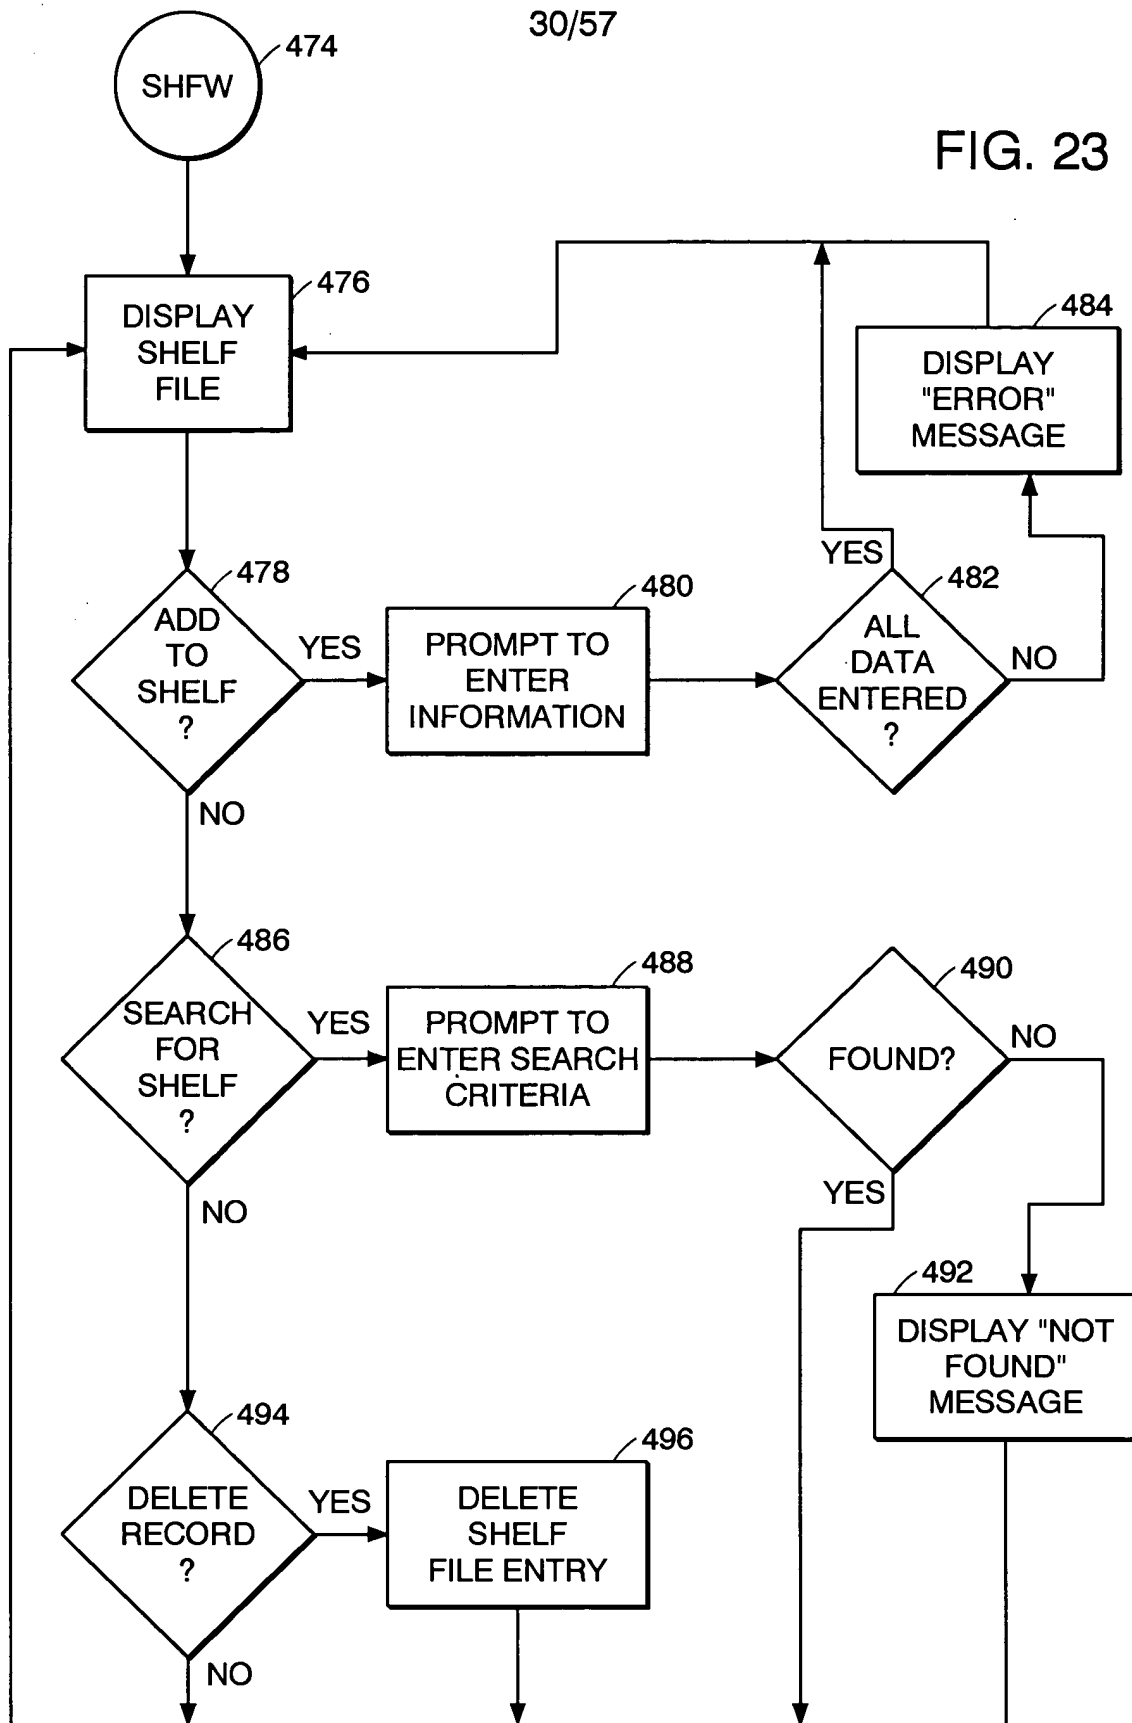 30/57
474
SHFW
FIG. 23
476
DISPLAY
SHELF
FILE
484
DISPLAY
"ERROR"
MESSAGE
478
ADD
TO
SHELF
?
YES
480
PROMPT TO
ENTER
INFORMATION
YES
482
ALL
DATA
ENTERED
?
NO
NO
486
SEARCH
FOR
SHELF
?
YES
488
PROMPT TO
ENTER SEARCH
CRITERIA
490
FOUND?
NO
YES
NO
492
DISPLAY "NOT
FOUND"
MESSAGE
494
DELETE
RECORD
?
YES
496
DELETE
SHELF
FILE ENTRY
NO